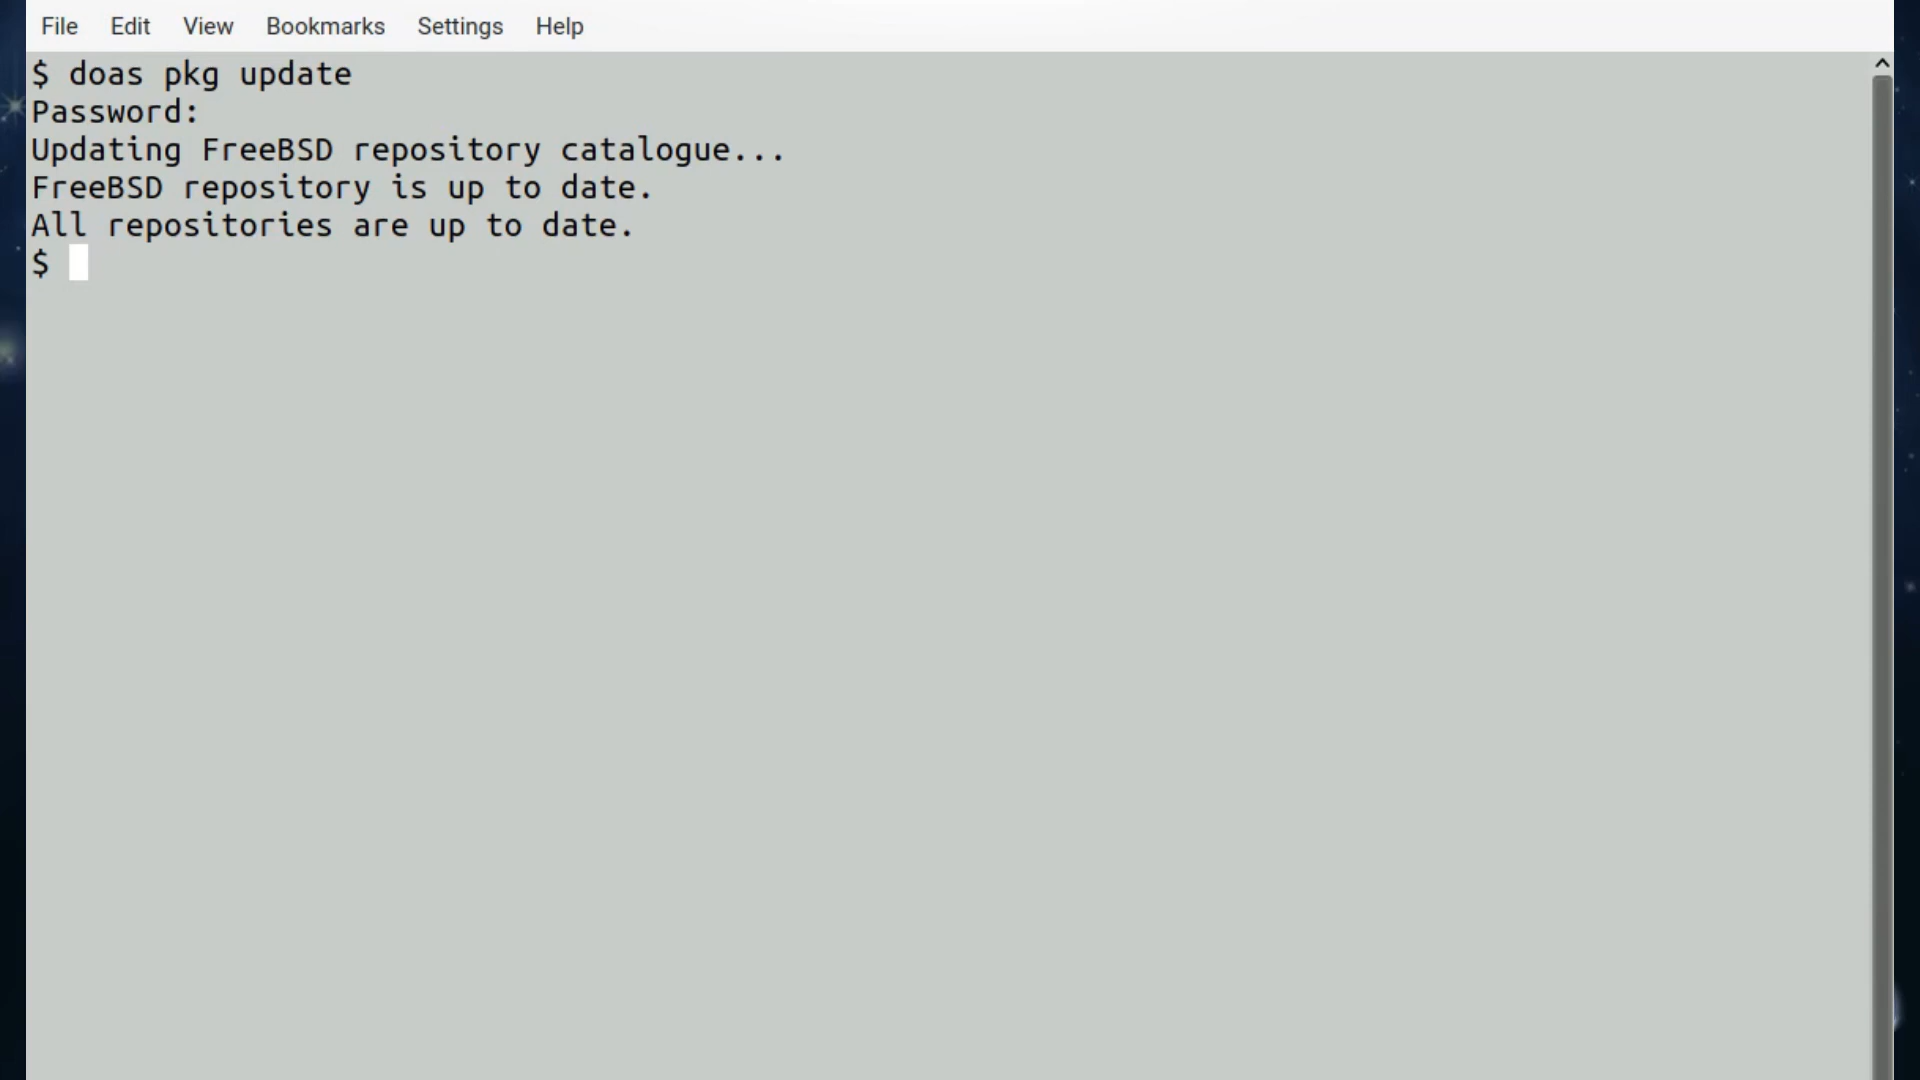 File Edit View Bookmarks Settings Help
$ doas pkg update
Password:
Updating FreeBSD repository catalogue...
FreeBSD repository is up to date.
All repositories are up to date.
$